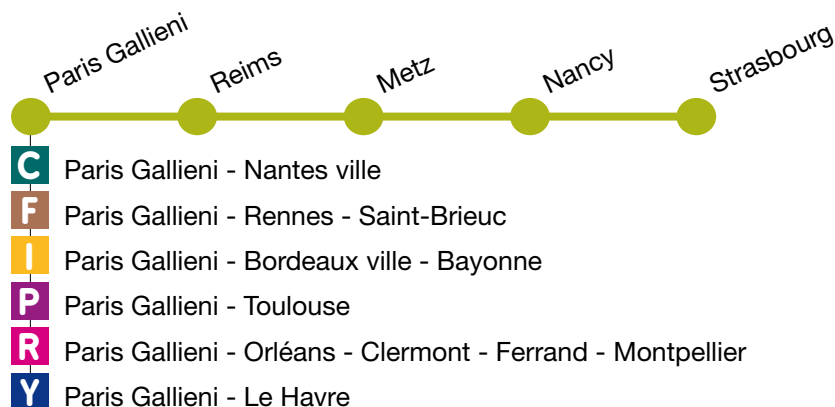 Paris Gallieni
Reims
Metz
Nancy
Strasbourg
C Paris Gallieni - Nantes ville
F Paris Gallieni - Rennes - Saint-Brieuc
I Paris Gallieni - Bordeaux ville - Bayonne
P Paris Gallieni - Toulouse
R Paris Gallieni - Orléans - Clermont - Ferrand - Montpellier
Y Paris Gallieni - Le Havre